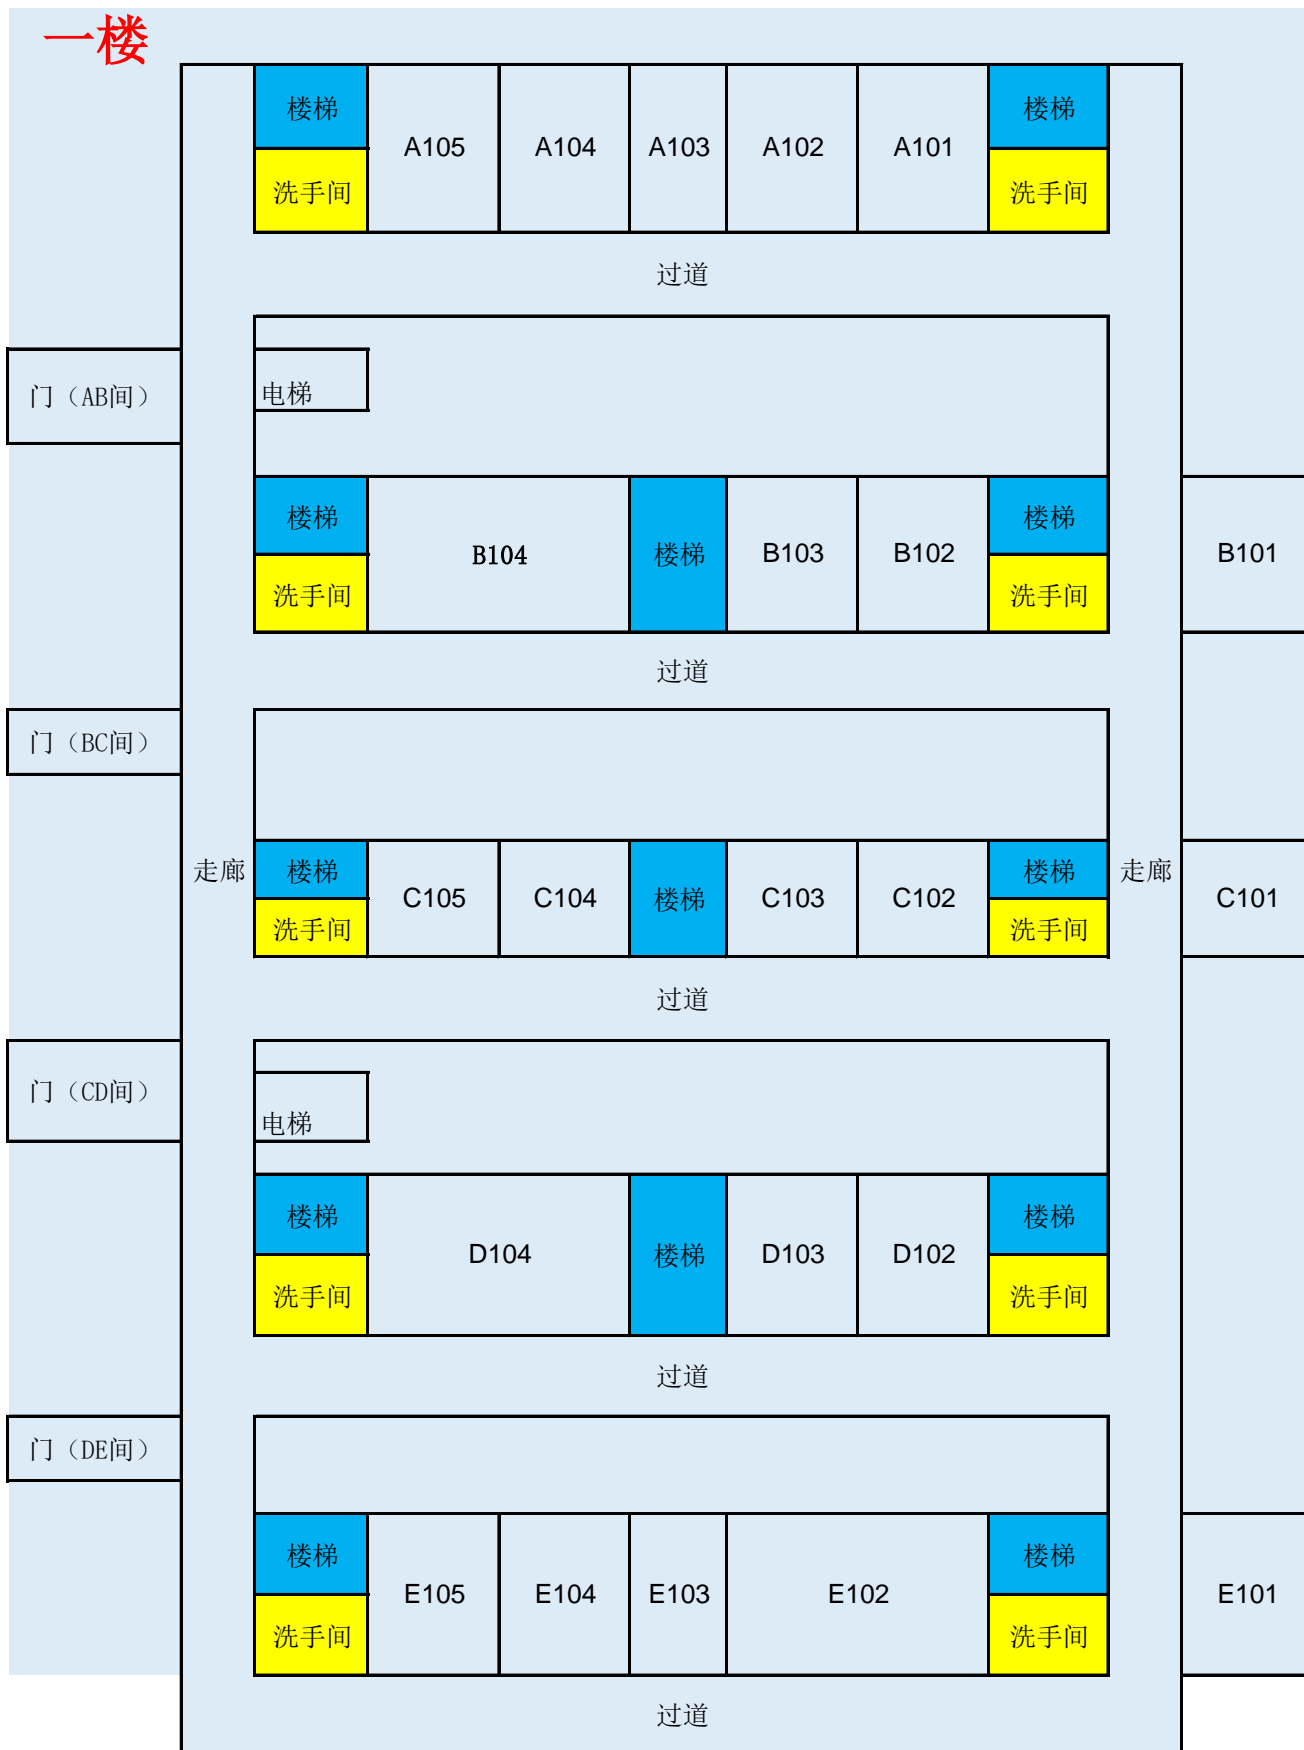 一楼
楼梯
A105
A104
A103
A102
A101
楼梯
洗手间
洗手间
过道
门（AB间）
电梯
楼梯
B104
楼梯
B103
B102
楼梯
B101
洗手间
洗手间
过道
门（BC间）
走廊
楼梯
C105
C104
楼梯
C103
C102
楼梯
走廊
C101
洗手间
洗手间
过道
门（CD间）
电梯
楼梯
D104
楼梯
D103
D102
楼梯
洗手间
洗手间
过道
门（DE间）
楼梯
E105
E104
E103
E102
楼梯
E101
洗手间
洗手间
过道